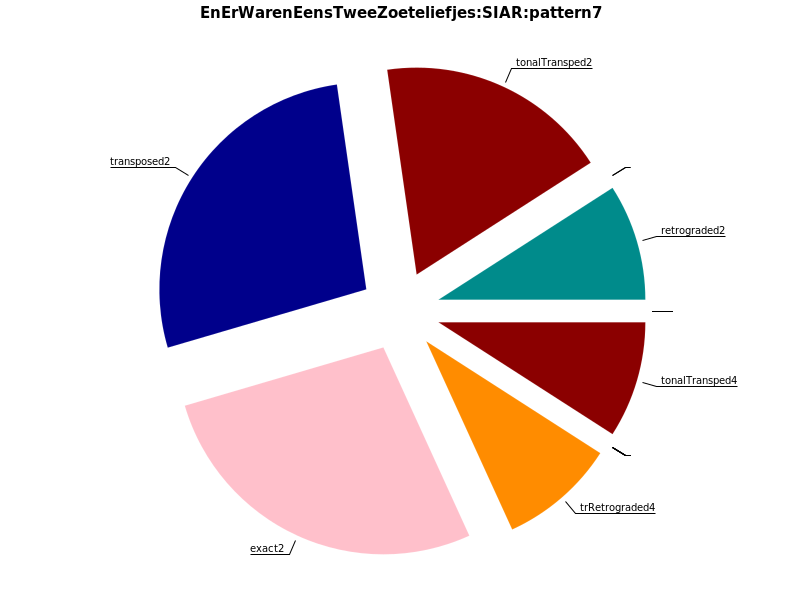 EnErWarenEensTweeZoeteliefjes:SIAR:pattern7
tonalTransped2
transposed2
retrograded2
tonalTransped4
trRetrograded4
exact2